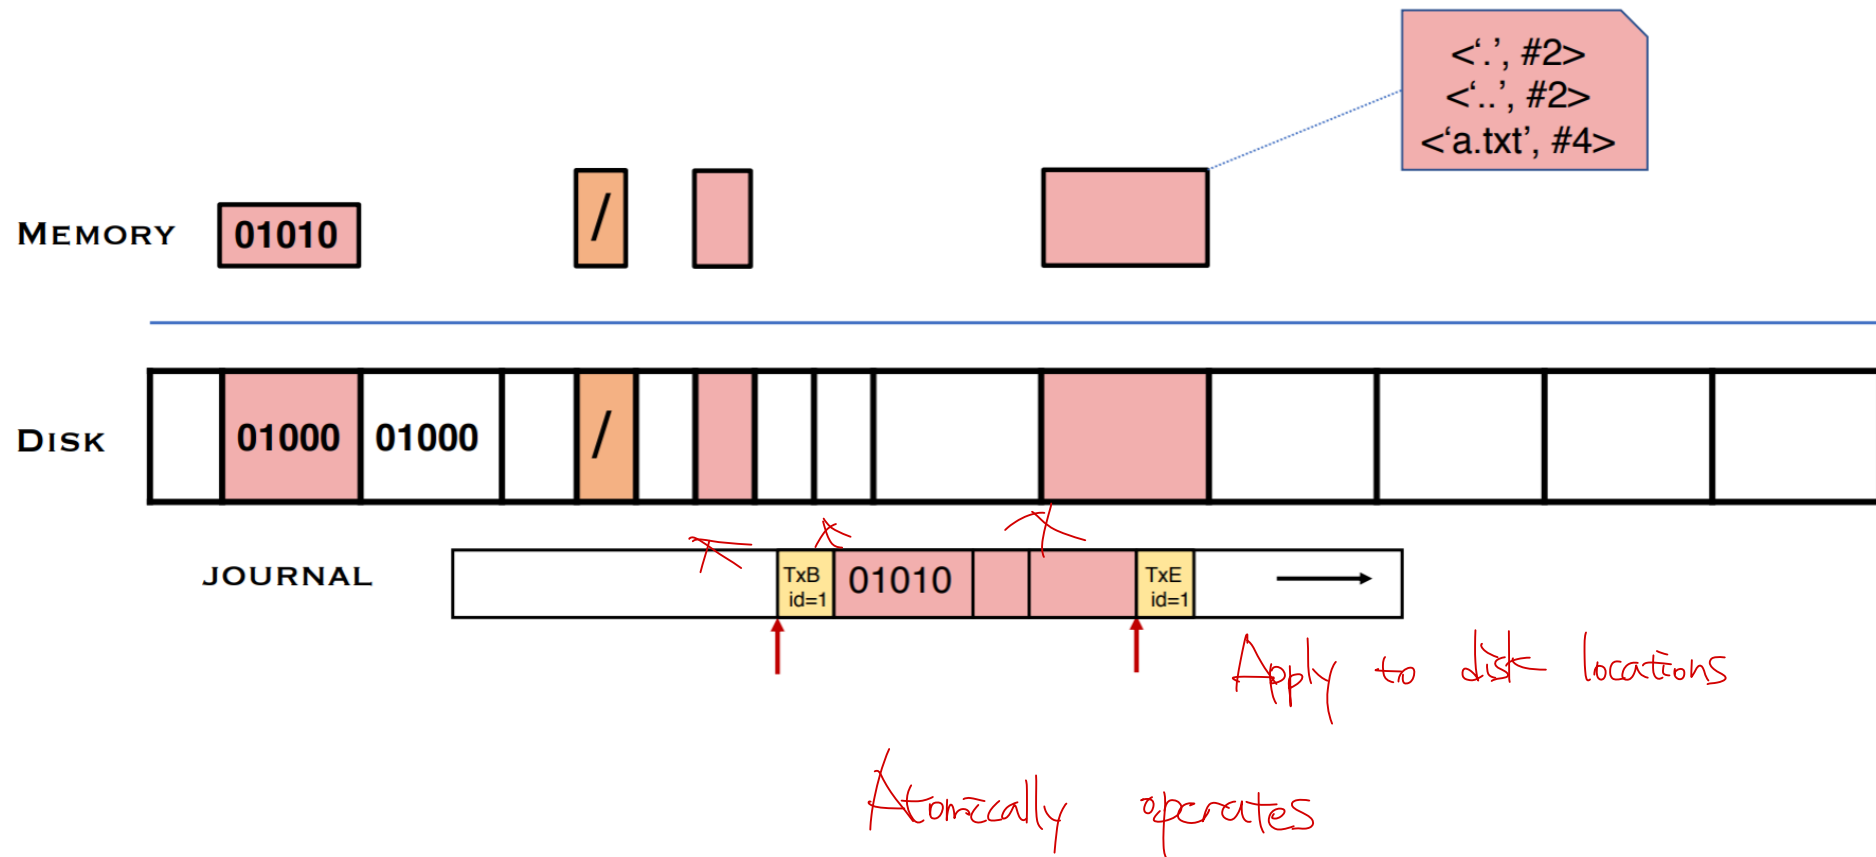 <‘.’, #2>
<‘..’, #2>
<‘a.txt’, #4>
MEMORY 01010 /
DISK 01000 01000 /
JOURNAL TxB id=1 01010 TxE id=1
Apply to disk locations
Atomically operates